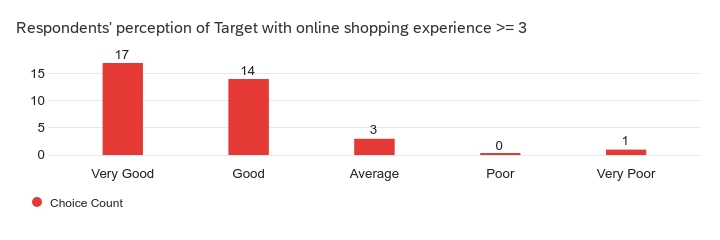 Respondents' perception of Target with online shopping experience >= 3
17
14
3
0
1
15
10
5
0
Very Good
Good
Average
Poor
Very Poor
Choice Count